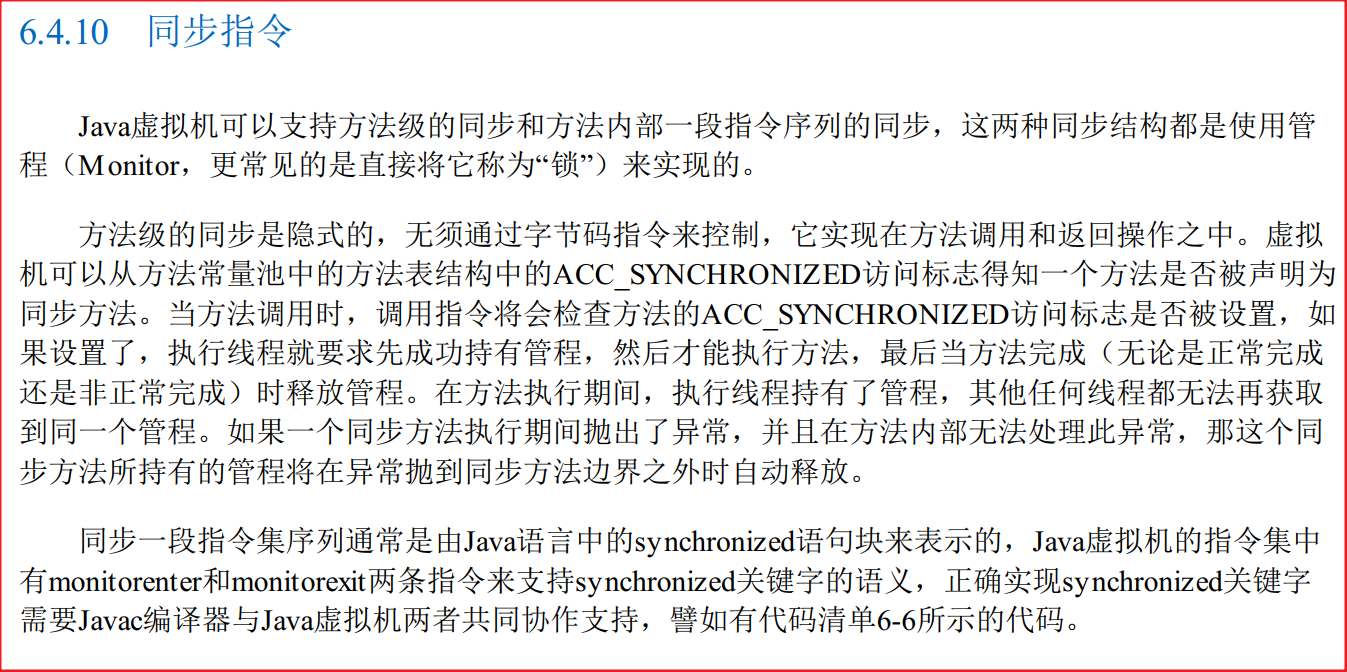 6.4.10 同步指令
Java虚拟机可以支持方法级的同步和方法内部一段指令序列的同步，这两种同步结构都是使用管
程（Monitor，更常见的是直接将它称为“锁”）来实现的。
方法级的同步是隐式的，无须通过字节码指令来控制，它实现在方法调用和返回操作之中。虚拟
机可以从方法常量池中的方法表结构中的ACC_SYNCHRONIZED访问标志得知一个方法是否被声明为
同步方法。当方法调用时，调用指令将会检查方法的ACC_SYNCHRONIZED访问标志是否被设置，如
果设置了，执行线程就要求先成功持有管程，然后才能执行方法，最后当方法完成（无论是正常完成
还是非正常完成）时释放管程。在方法执行期间，执行线程持有了管程，其他任何线程都无法再获取
到同一个管程。如果一个同步方法执行期间抛出了异常，并且在方法内部无法处理此异常，那这个同
步方法所持有的管程将在异常抛到同步方法边界之外时自动释放。
同步一段指令集序列通常是由Java语言中的synchronized语句块来表示的，Java虚拟机的指令集中
有monitorenter和monitorexit两条指令来支持synchronized关键字的语义，正确实现synchronized关键字
需要Javac编译器与Java虚拟机两者共同协作支持，譬如有代码清单6-6所示的代码。